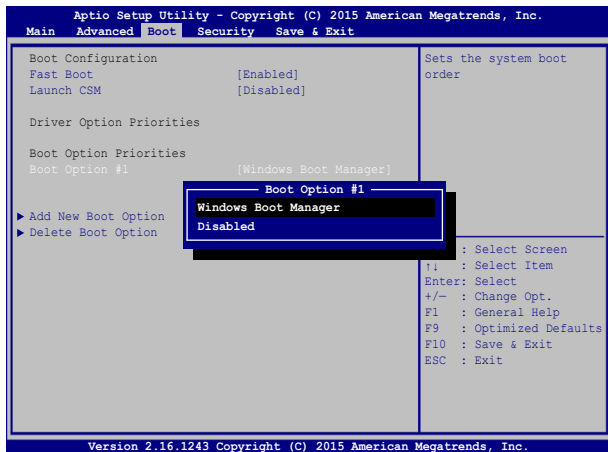 Aptio Setup Utility - Copyright (C) 2015 American Megatrends, Inc.
Main Advanced Boot Security Save & Exit
Boot Configuration
Fast Boot [Enabled]
Launch CSM [Disabled]
Driver Option Priorities
Boot Option Priorities
Boot Option #1 [Windows Boot Manager]
▶ Add New Boot Option
▶ Delete Boot Option
Boot Option #1
Windows Boot Manager
Disabled
Sets the system boot
order
: Select Screen
↑↓ : Select Item
Enter: Select
+/— : Change Opt.
F1 : General Help
F9 : Optimized Defaults
F10 : Save & Exit
ESC : Exit
Version 2.16.1243 Copyright (C) 2015 American Megatrends, Inc.